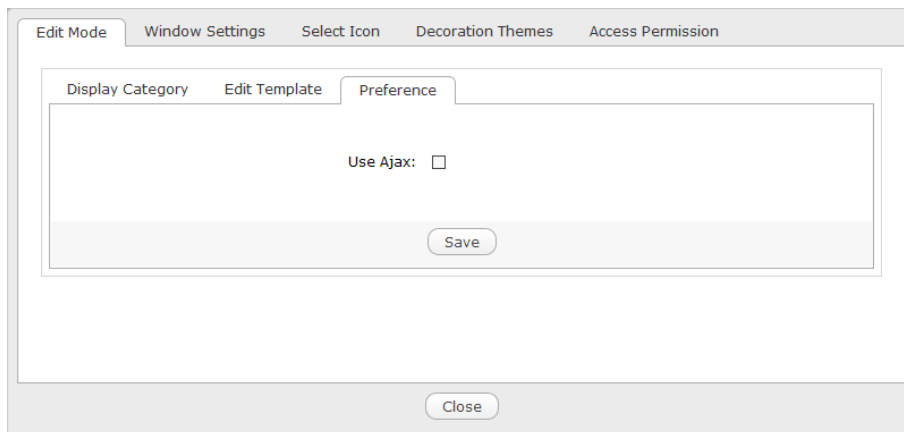 Edit Mode Window Settings Select Icon Decoration Themes Access Permission
Display Category Edit Template Preference
Use Ajax:
Save
Close